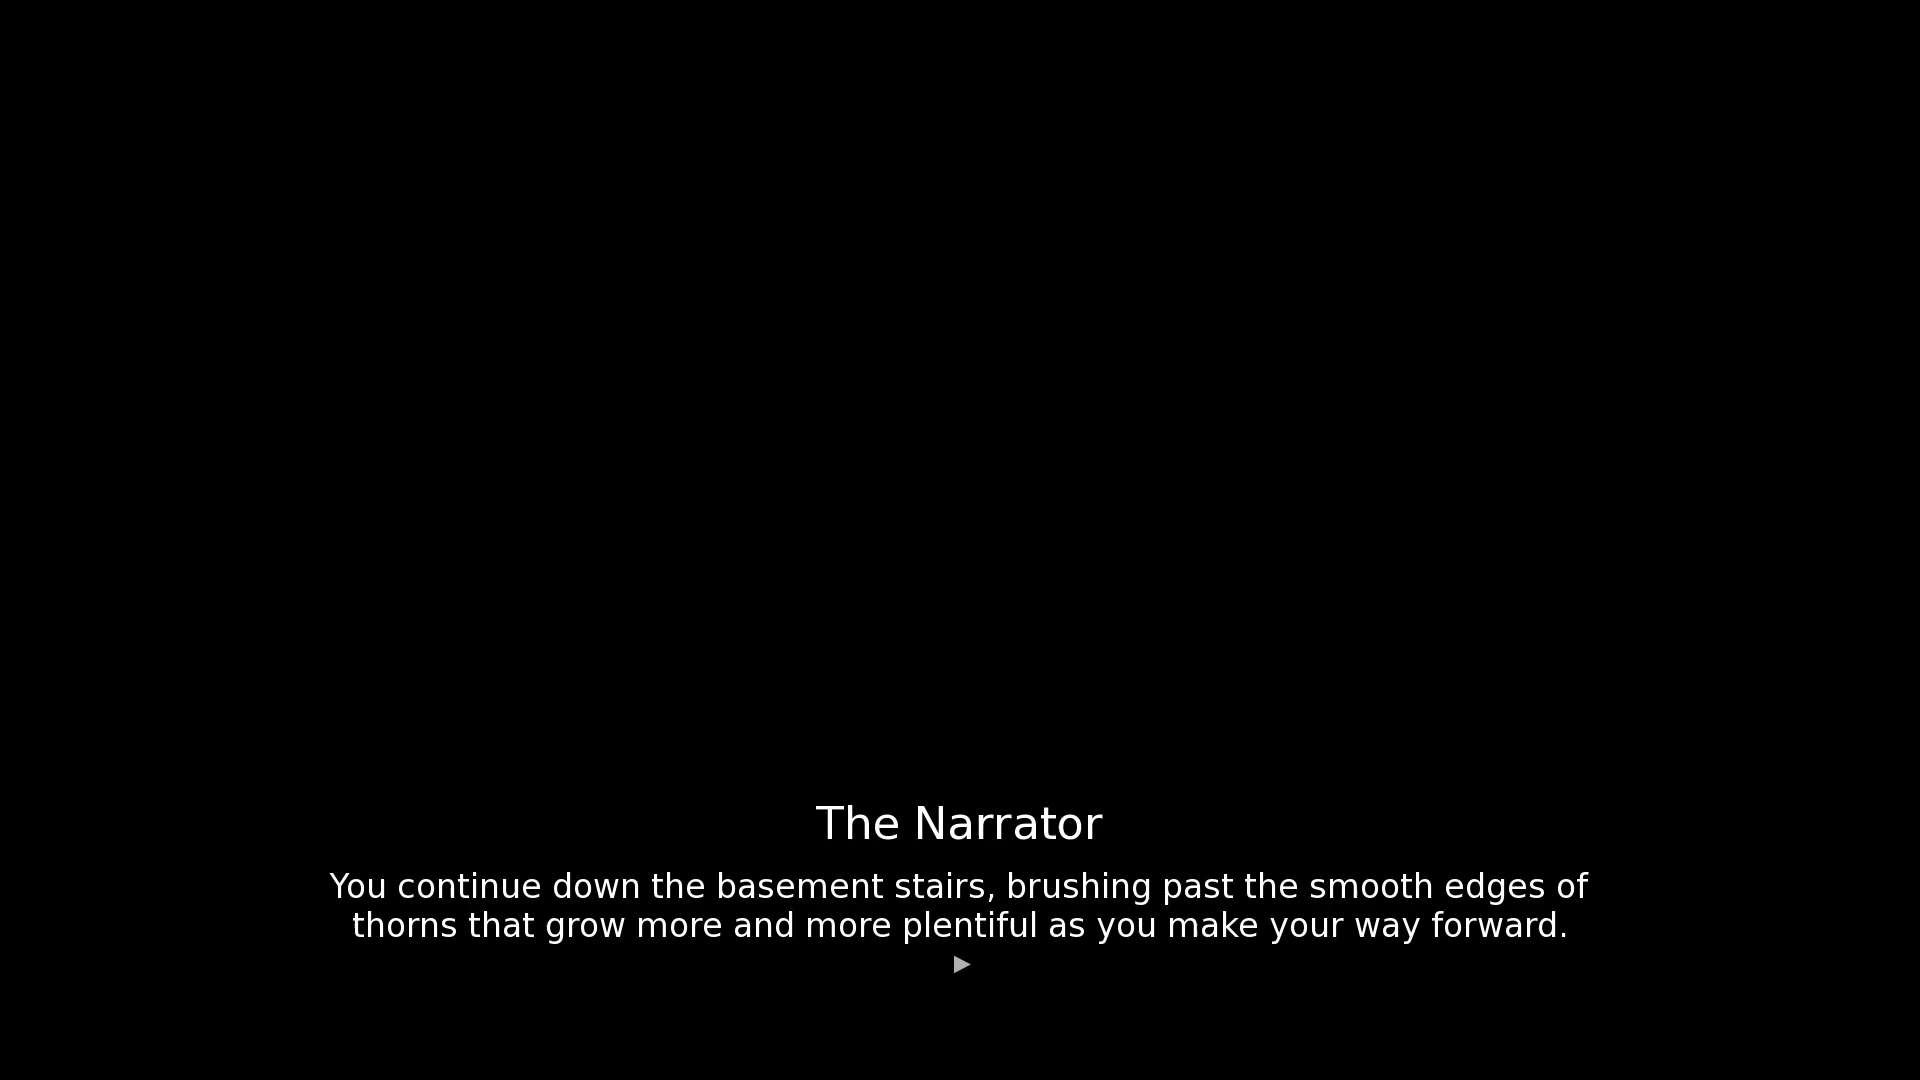 The Narrator
You continue down the basement stairs, brushing past the smooth edges of
thorns that grow more and more plentiful as you make your way forward.